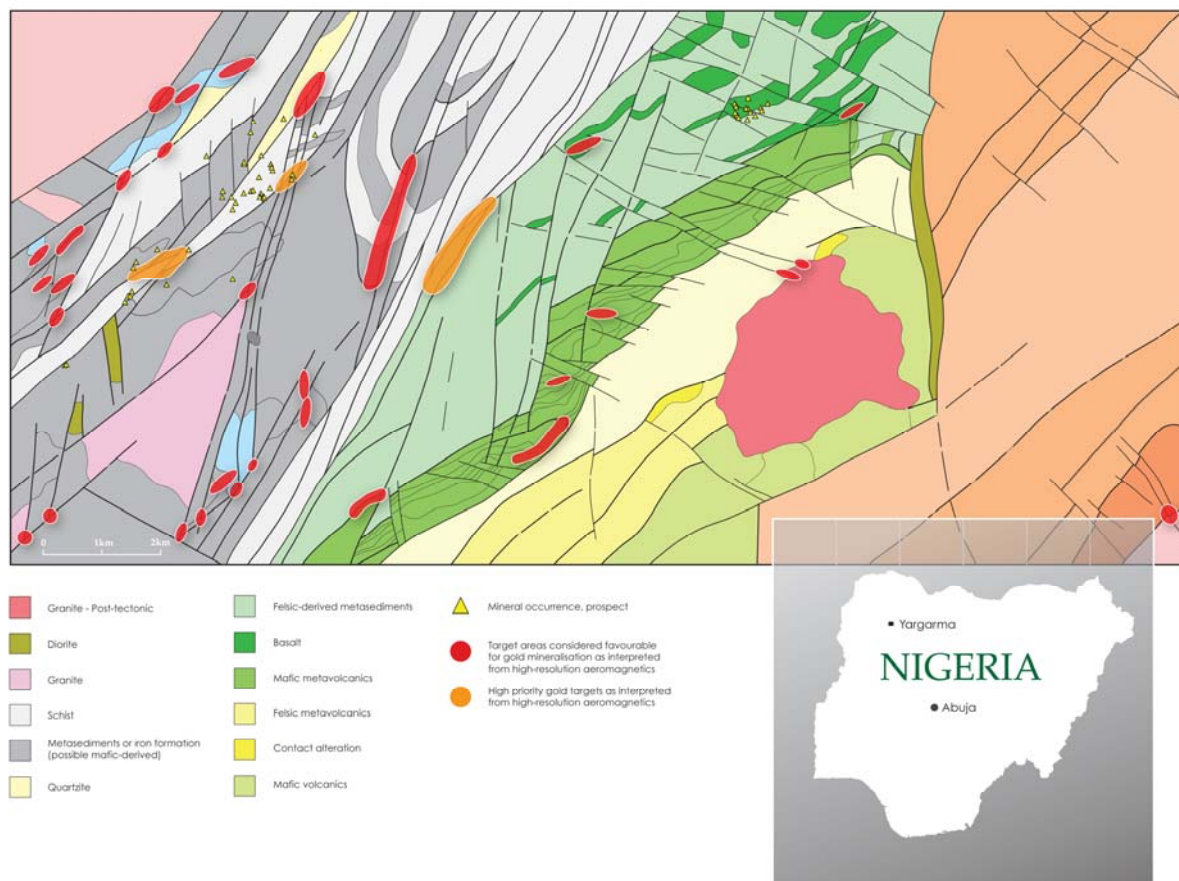 0 1km 2km
Granite - Post-tectonic
Diorite
Granite
Schist
Metasediments or iron formation
(possible mafic-derived)
Quartzite
Felsic-derived metasediments
Basalt
Mafic metavolcanics
Felsic metavolcanics
Contact alteration
Mafic volcanics
Mineral occurrence, prospect
Target areas considered favourable
for gold mineralisation as interpreted
from high-resolution aeromagnetics
High priority gold targets as interpreted
from high-resolution aeromagnetics
Yargarma
NIGERIA
Abuja